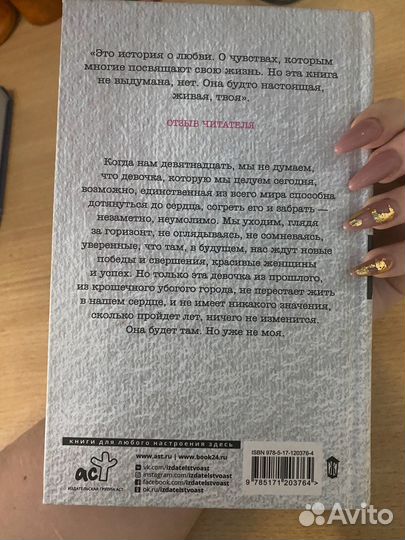 «Это история о любви. О чувствах, которым
многие посвящают свою жизнь. Но эта книга
не выдумана, нет. Она будто настоящая,
живая, твоя».
ОТЗЫВ ЧИТАТЕЛЯ
Когда нам девятнадцать, мы не думаем,
что девочка, которую мы целуем сегодня,
возможно, единственная из всего мира способна
дотянуться до сердца, согреть его и забрать —
незаметно, неумолимо. Мы уходим, глядя
за горизонт, не оглядываясь, не сомневаясь,
уверенные, что там, в будущем, нас ждут новые
победы и свершения, красивые женщины
и успех. Но только эта девочка из прошлого,
из крошечного убогого города, не перестает жить
в нашем сердце, и не имеет никакого значения,
сколько пройдет лет, ничего не изменится.
Она будет там. Но уже не моя.
КНИГИ ДЛЯ ЛЮБОГО НАСТРОЕНИЯ ЗДЕСЬ
аст
ИЗДАТЕЛЬСКАЯ ГРУППА АСТ
www.ast.ru | www.book24.ru
vk.com/izdatelstvoast
instagram.com/izdatelstvoast
facebook.com/izdatelstvoast
ok.ru/izdatelstvoast
ISBN 978-5-17-120376-4
9 785171 203764 >
Avito